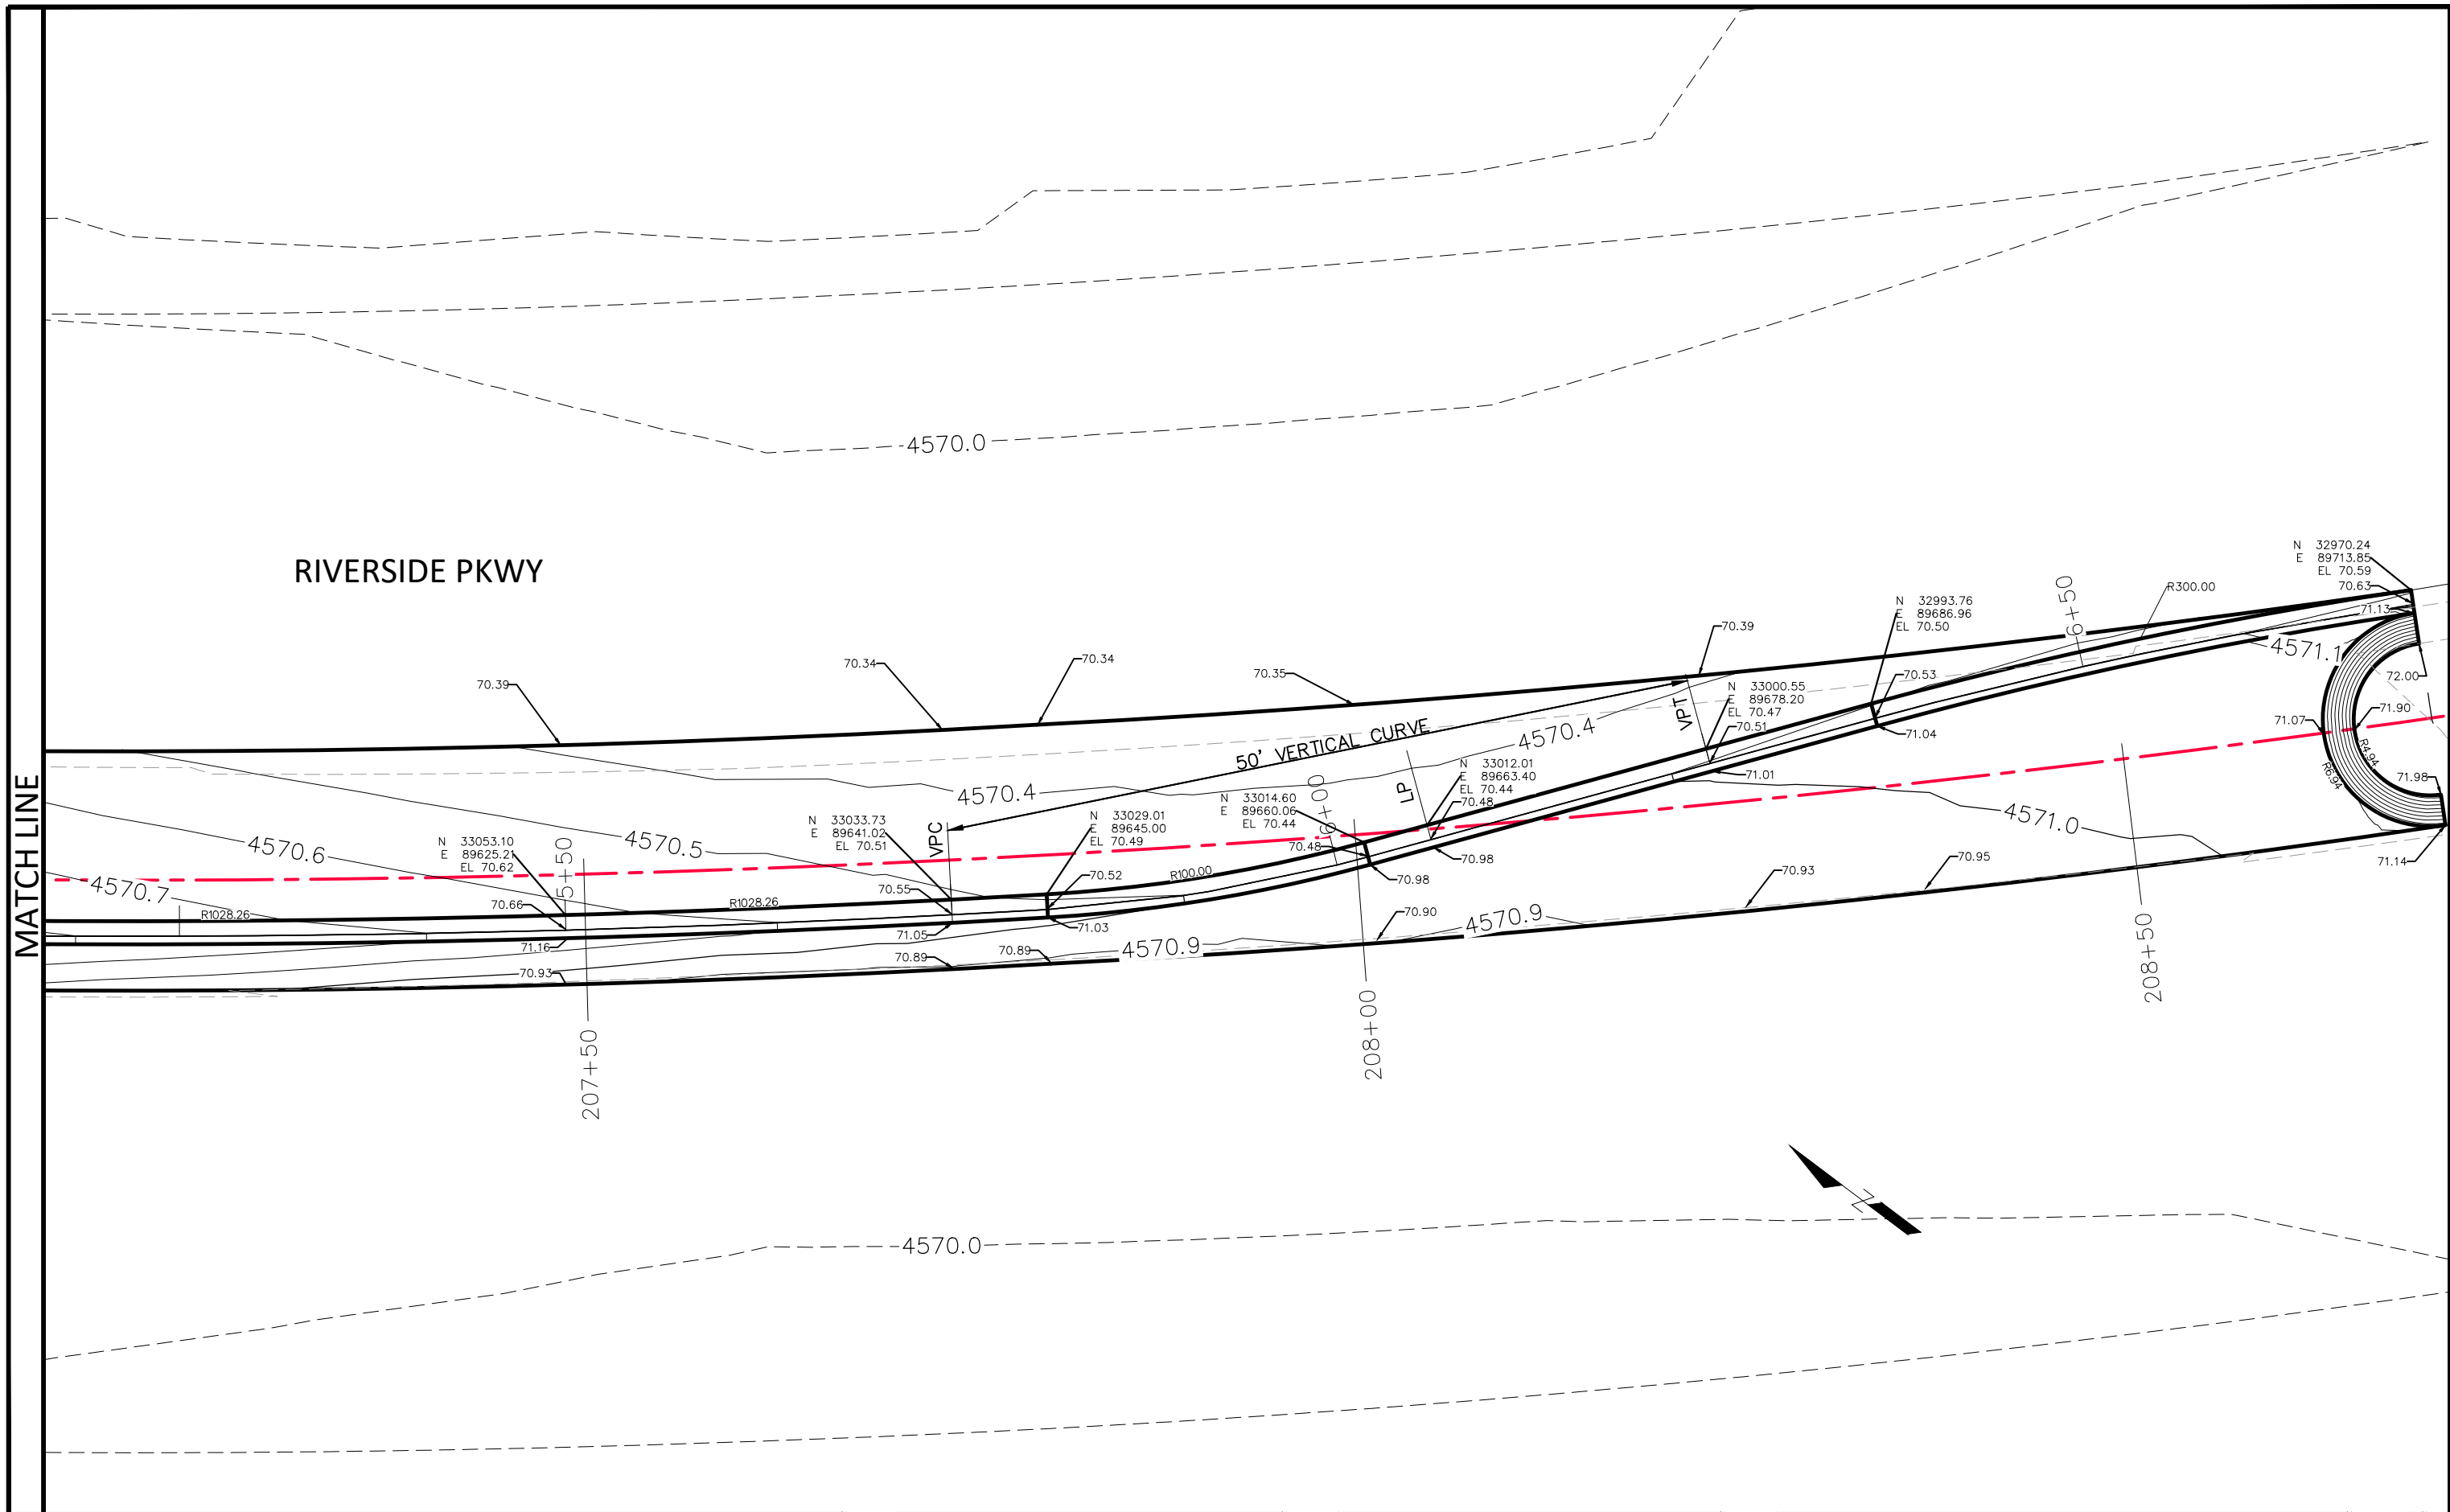 4570.0
RIVERSIDE PKWY
N 32970.24
E 89713.85
EL 70.59
70.63
71.13
R300.00
6+50
N 32993.76
E 89686.96
EL 70.50
70.39
70.34
70.34
70.35
70.39
70.53
4571.1
72.00
N 33000.55
E 89678.20
EL 70.47
70.51
VPT
71.90
71.07
71.04
50' VERTICAL CURVE
4570.4
R4.94
R6.94
71.98
71.01
N 33012.01
E 89663.40
EL 70.44
70.48
LP
4570.4
N 33014.60
E 89660.06
EL 70.44
70.48
6+00
4571.0
N 33029.01
E 89645.00
EL 70.49
N 33033.73
E 89641.02
EL 70.51
VPC
4570.5
N 33053.10
E 89625.21
EL 70.62
5+50
4570.6
MATCH LINE
4570.7
70.98
71.14
70.95
70.93
70.98
R100.00
70.52
70.55
R1028.26
70.66
R1028.26
70.90
4570.9
71.03
71.05
71.16
70.89
4570.9
70.89
70.93
208+50
208+00
207+50
N
4570.0